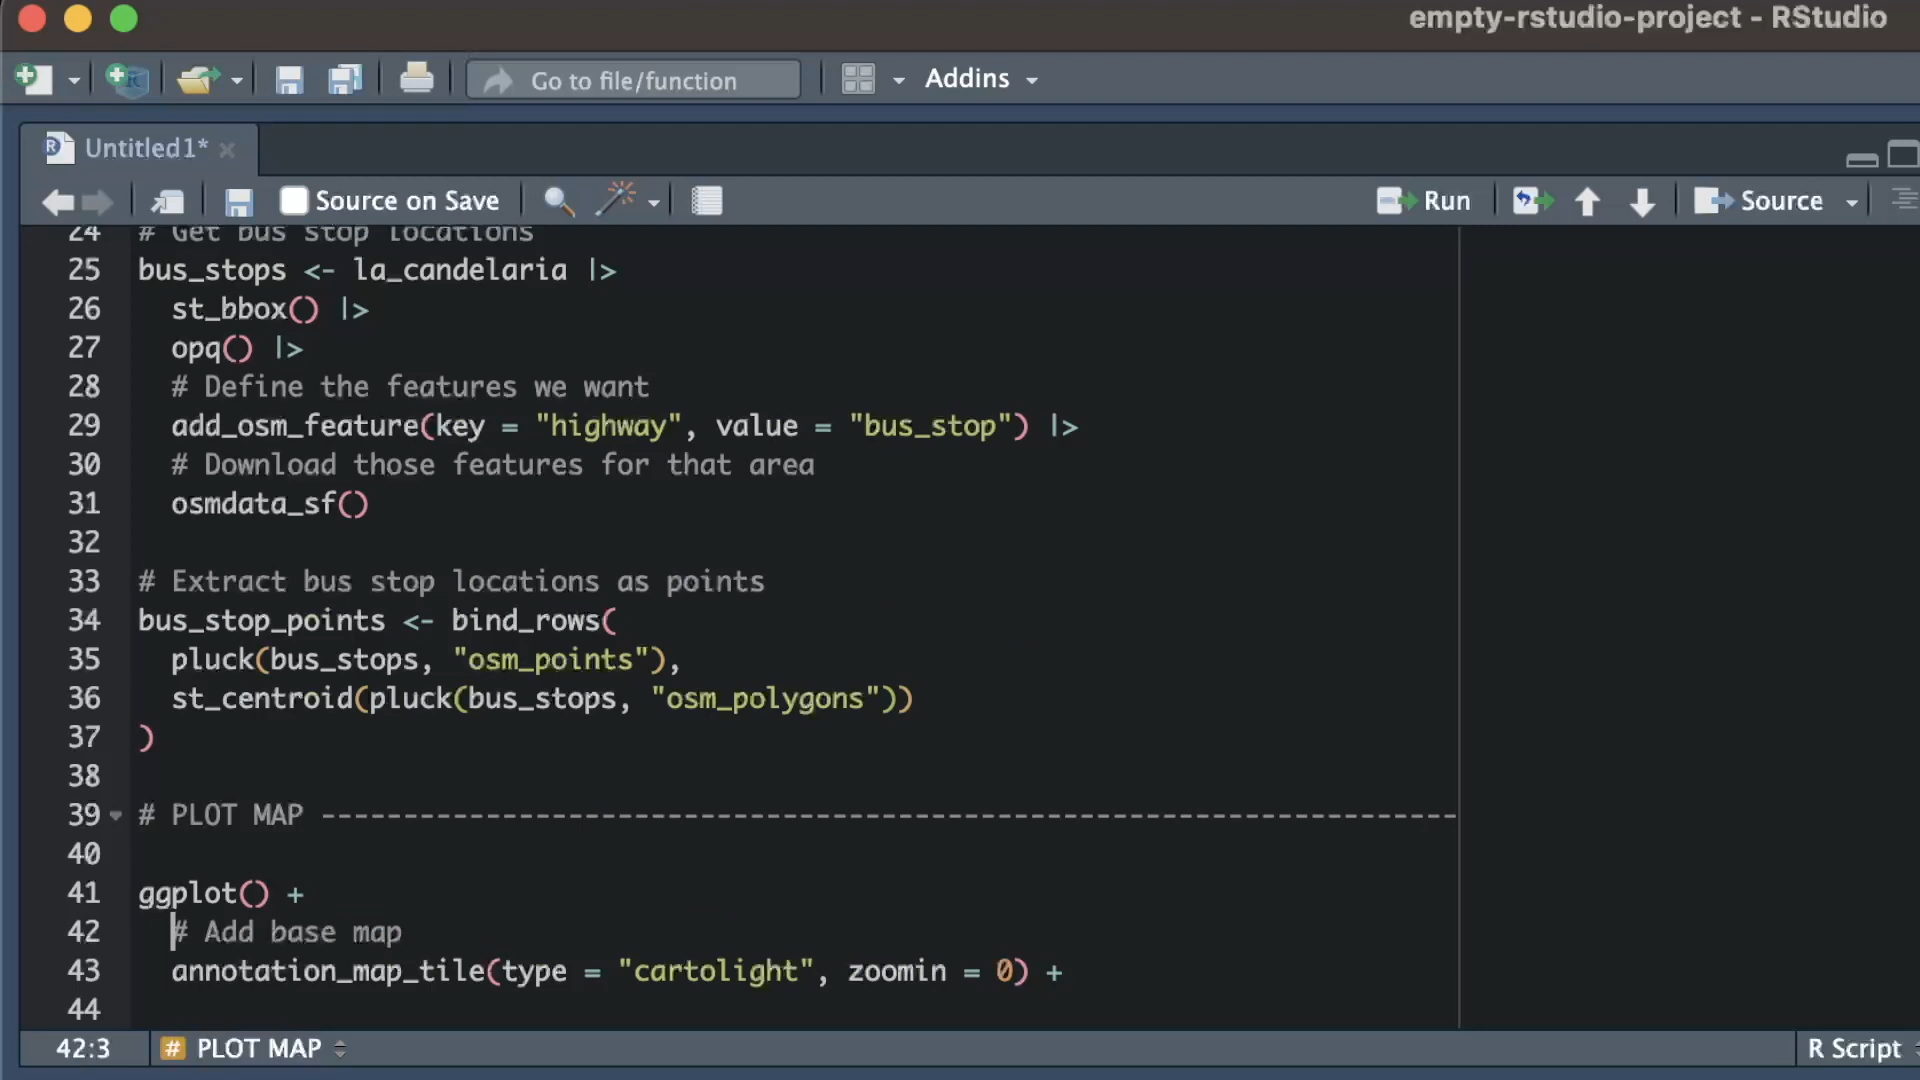 empty-rstudio-project - RStudio
Go to file/function
Addins
Untitled1*
Source on Save
Run
Source
24 # Get bus stop locations
25 bus_stops <- la_candelaria |>
26   st_bbox() |>
27   opq() |>
28   # Define the features we want
29   add_osm_feature(key = "highway", value = "bus_stop") |>
30   # Download those features for that area
31   osmdata_sf()
32
33 # Extract bus stop locations as points
34 bus_stop_points <- bind_rows(
35   pluck(bus_stops, "osm_points"),
36   st_centroid(pluck(bus_stops, "osm_polygons"))
37 )
38
39 # PLOT MAP ---------------------------------------------------------------------
40
41 ggplot() +
42   # Add base map
43   annotation_map_tile(type = "cartolight", zoomin = 0) +
44
42:3
# PLOT MAP
R Script